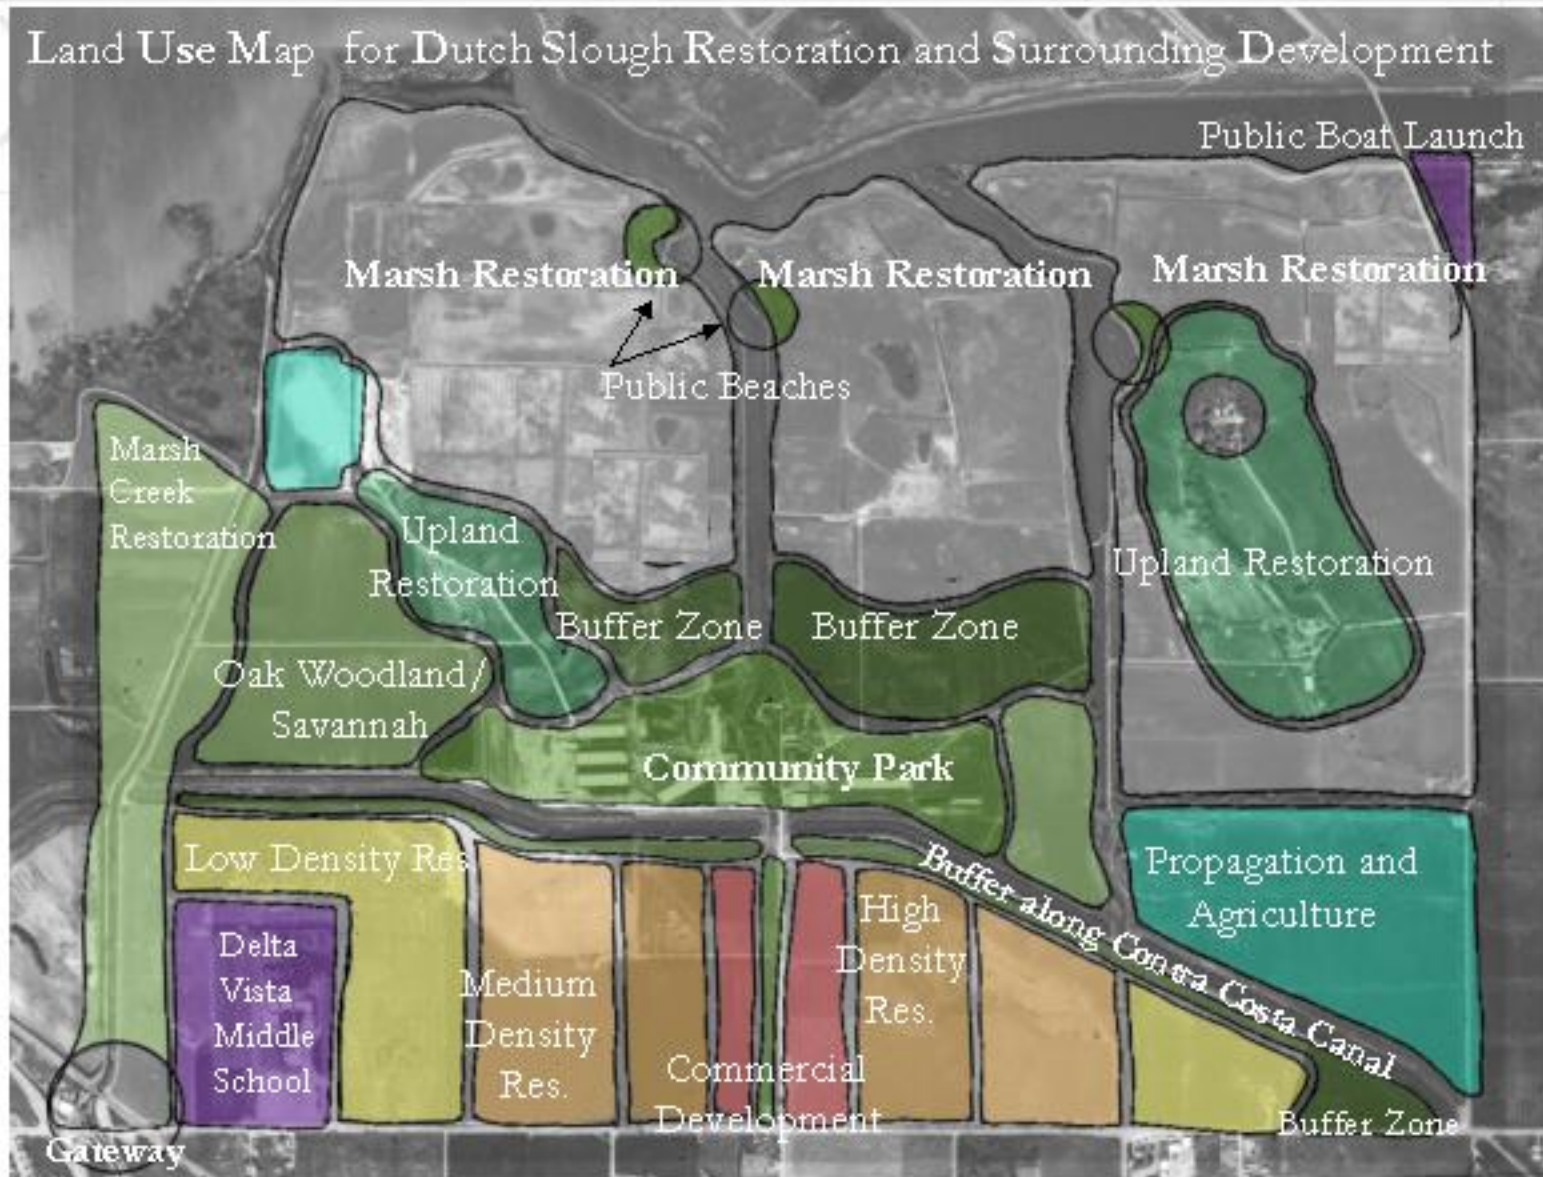 Land Use Map for Dutch Slough Restoration and Surrounding Development
Public Boat Launch
Marsh Restoration
Marsh Restoration
Marsh Restoration
Public Beaches
Marsh
Creek
Restoration
Upland
Restoration
Upland Restoration
Buffer Zone
Buffer Zone
Oak Woodland/
Savannah
Community Park
Low Density Res
Buffer along Contra Costa Canal
Propagation and
Agriculture
High
Density
Res.
Delta
Vista
Middle
School
Medium
Density
Res.
Commercial
Development
Buffer Zone
Gateway